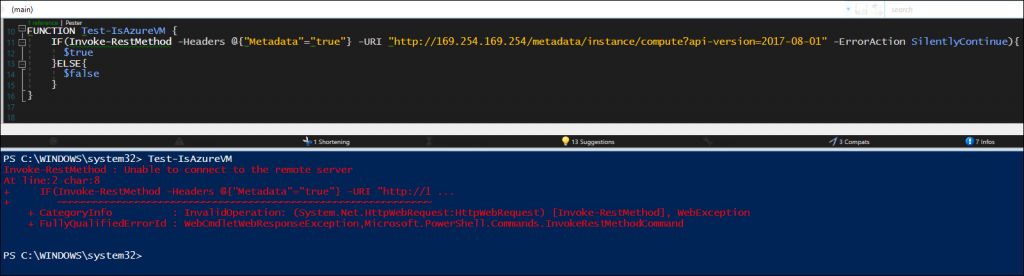 (main)
search
1 reference | Pester
10 FUNCTION Test-IsAzureVM {
11 IF(Invoke-RestMethod -Headers @{"Metadata"="true"} -URI "http://169.254.169.254/metadata/instance/compute?api-version=2017-08-01" -ErrorAction SilentlyContinue){
12 $true
13 }ELSE{
14 $false
15 }
16 }
17
18
1 Shortening
13 Suggestions
3 Compats
7 Infos
PS C:\WINDOWS\system32> Test-IsAzureVM
Invoke-RestMethod : Unable to connect to the remote server
At line:2 char:8
+     IF(Invoke-RestMethod -Headers @{"Metadata"="true"} -URI "http://1 ...
+        ~~~~~~~~~~~~~~~~~~~~~~~~~~~~~~~~~~~~~~~~~~~~~~~~~~~~~~~~~~
    + CategoryInfo          : InvalidOperation: (System.Net.HttpWebRequest:HttpWebRequest) [Invoke-RestMethod], WebException
    + FullyQualifiedErrorId : WebCmdletWebResponseException,Microsoft.PowerShell.Commands.InvokeRestMethodCommand
PS C:\WINDOWS\system32>